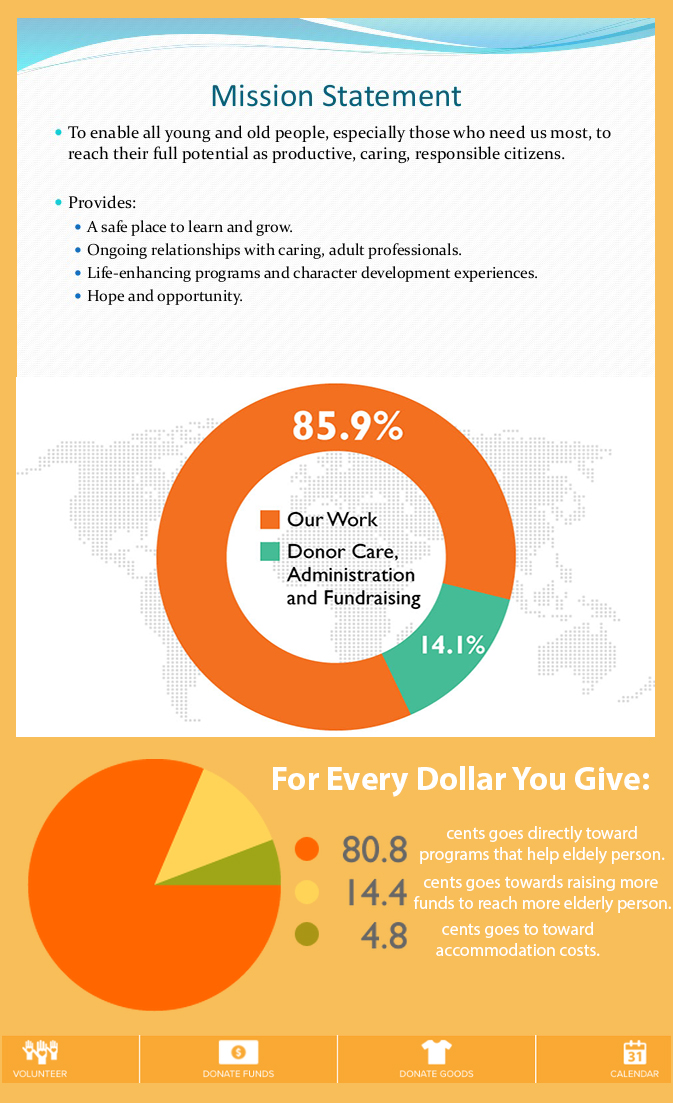 Mission Statement
• To enable all young and old people, especially those who need us most, to
reach their full potential as productive, caring, responsible citizens.
• Provides:
• A safe place to learn and grow.
• Ongoing relationships with caring, adult professionals.
• Life-enhancing programs and character development experiences.
• Hope and opportunity.
85.9%
Our Work
Donor Care,
Administration
and Fundraising
14.1%
For Every Dollar You Give:
80.8
cents goes directly toward
programs that help eldely person.
14.4
cents goes towards raising more
funds to reach more elderly person.
4.8
cents goes to toward
accommodation costs.
VOLUNTEER
$
DONATE FUNDS
DONATE GOODS
31
CALENDAR